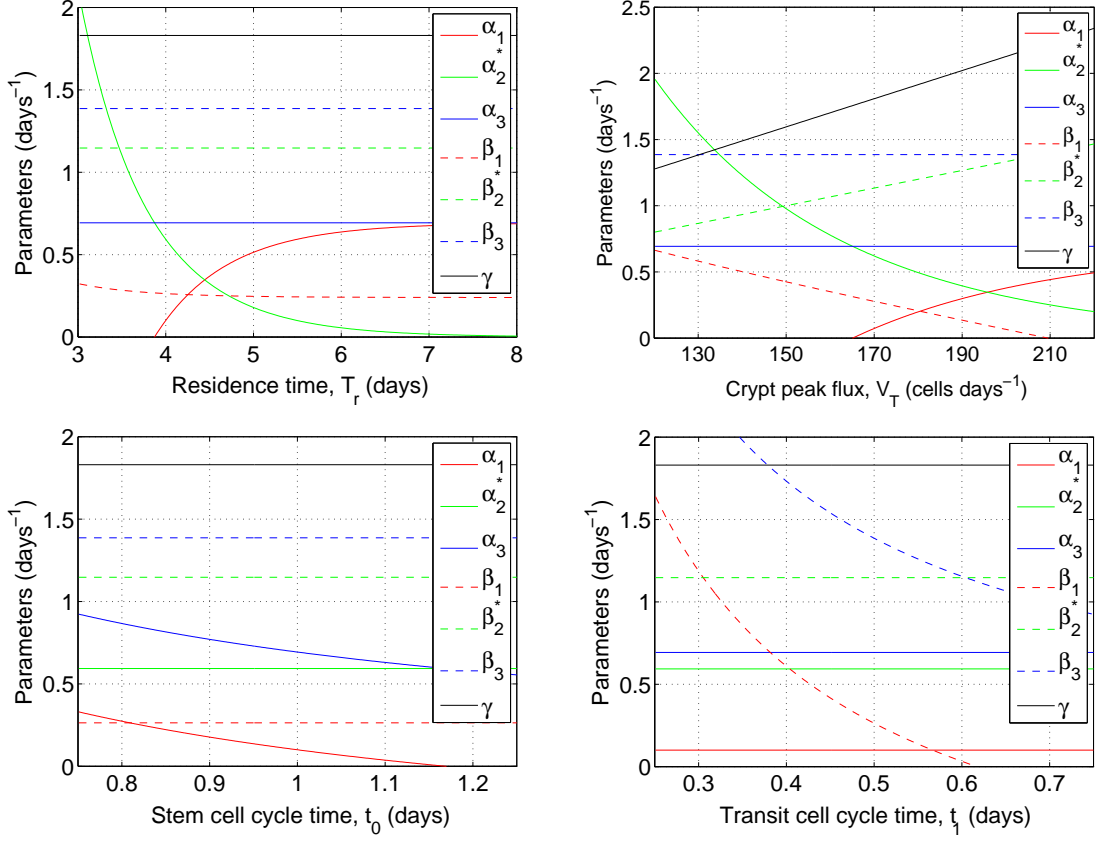 2
1.5
1
0.5
0
Parameters (days⁻¹)
3 4 5 6 7 8
Residence time, T_r (days)
α₁
α₂*
α₃
β₁
β₂*
β₃
γ
2.5
2
1.5
1
0.5
0
Parameters (days⁻¹)
130 150 170 190 210
Crypt peak flux, V_T (cells days⁻¹)
α₁
α₂*
α₃
β₁
β₂*
β₃
γ
2
1.5
1
0.5
0
Parameters (days⁻¹)
0.8 0.9 1 1.1 1.2
Stem cell cycle time, t₀ (days)
α₁
α₂*
α₃
β₁
β₂*
β₃
γ
2
1.5
1
0.5
0
Parameters (days⁻¹)
0.3 0.4 0.5 0.6 0.7
Transit cell cycle time, t₁ (days)
α₁
α₂*
α₃
β₁
β₂*
β₃
γ